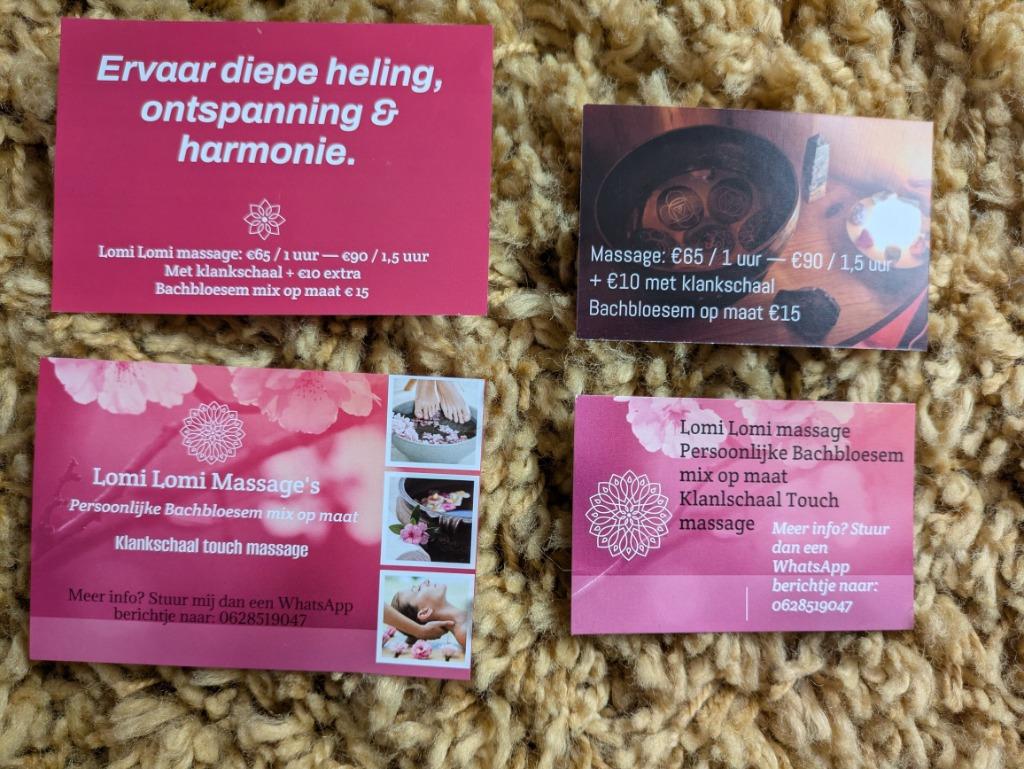 Ervaar diepe heling,
ontspanning &
harmonie.
Lomi Lomi massage: €65 / 1 uur — €90 / 1,5 uur
Met klankschaal + €10 extra
Bachbloesem mix op maat € 15
Massage: €65 / 1 uur — €90 / 1,5 uur
+ €10 met klankschaal
Bachbloesem op maat €15
Lomi Lomi Massage's
Persoonlijke Bachbloesem mix op maat
Klankschaal touch massage
Meer info? Stuur mij dan een WhatsApp
berichtje naar: 0628519047
Lomi Lomi massage
Persoonlijke Bachbloesem
mix op maat
Klanlschaal Touch
massage
Meer info? Stuur
dan een
WhatsApp
berichtje naar:
0628519047